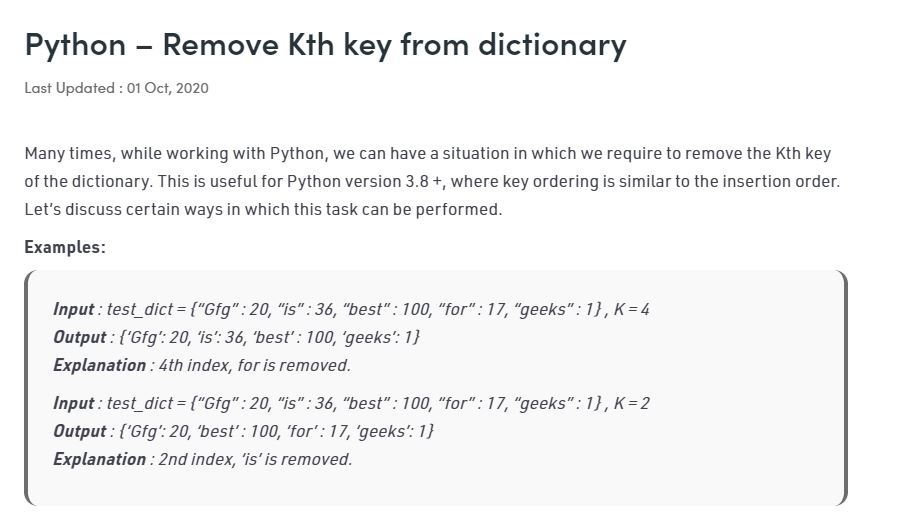 Python – Remove Kth key from dictionary
Last Updated : 01 Oct, 2020
Many times, while working with Python, we can have a situation in which we require to remove the Kth key
of the dictionary. This is useful for Python version 3.8 +, where key ordering is similar to the insertion order.
Let’s discuss certain ways in which this task can be performed.
Examples:
Input : test_dict = {“Gfg” : 20, “is” : 36, “best” : 100, “for” : 17, “geeks” : 1} , K = 4
Output : {‘Gfg’: 20, ‘is’: 36, ‘best’ : 100, ‘geeks’: 1}
Explanation : 4th index, for is removed.
Input : test_dict = {“Gfg” : 20, “is” : 36, “best” : 100, “for” : 17, “geeks” : 1} , K = 2
Output : {‘Gfg’: 20, ‘best’ : 100, ‘for’ : 17, ‘geeks’: 1}
Explanation : 2nd index, ‘is’ is removed.